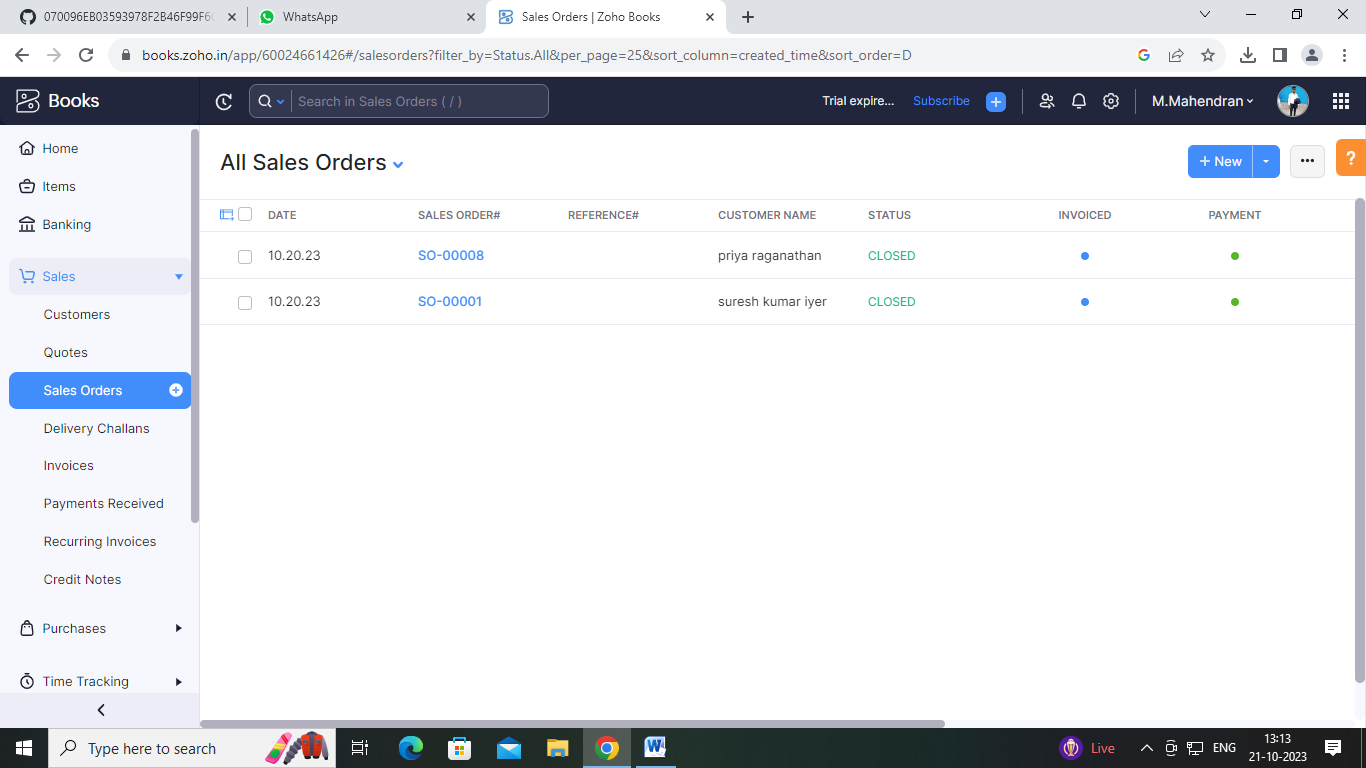 070096EB03593978F2B46F99F6
WhatsApp
Sales Orders | Zoho Books
books.zoho.in/app/60024661426#/salesorders?filter_by=Status.All&per_page=25&sort_column=created_time&sort_order=D
Books
Search in Sales Orders ( / )
Trial expire...
Subscribe
M.Mahendran
Home
Items
Banking
Sales
Customers
Quotes
Sales Orders
Delivery Challans
Invoices
Payments Received
Recurring Invoices
Credit Notes
Purchases
Time Tracking
All Sales Orders
+ New
?
DATE SALES ORDER# REFERENCE# CUSTOMER NAME STATUS INVOICED PAYMENT
10.20.23 SO-00008 priya raganathan CLOSED
10.20.23 SO-00001 suresh kumar iyer CLOSED
Type here to search
Live
ENG
13:13
21-10-2023